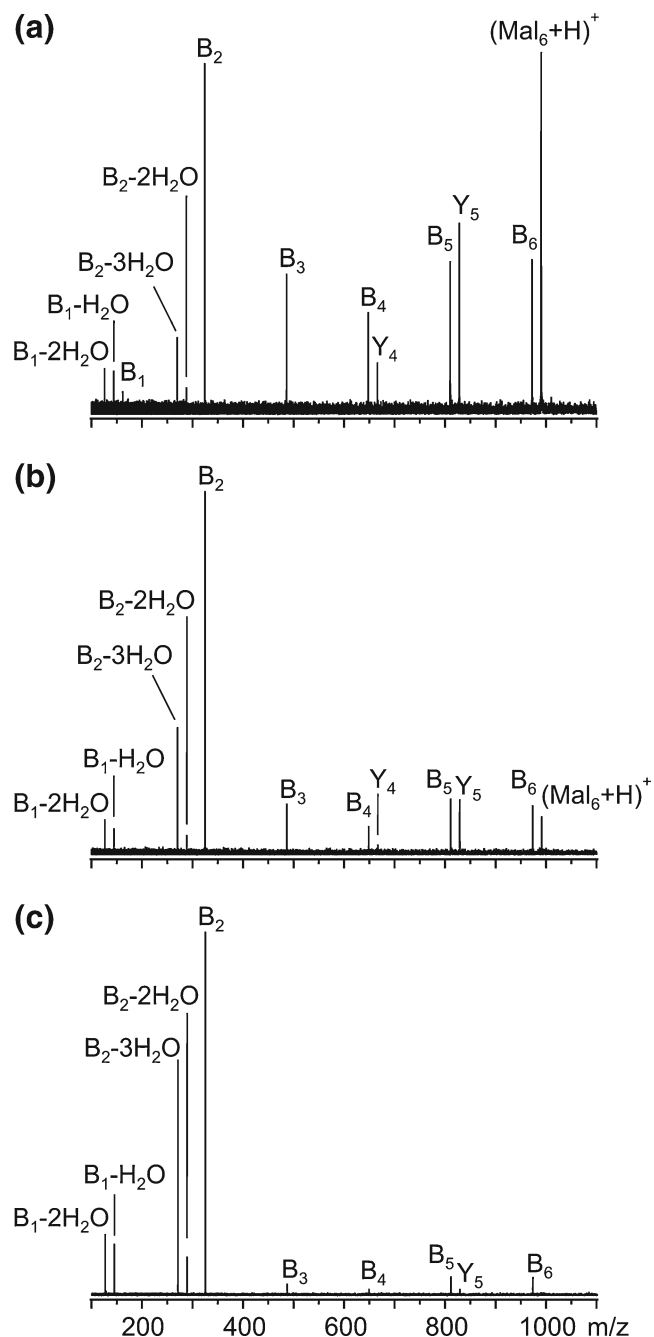 (a)
(Mal₆+H)⁺
B₂
B₂-2H₂O
Y₅
B₅
B₆
B₂-3H₂O
B₃
B₁-H₂O
B₄
Y₄
B₁-2H₂O
B₁
(b)
B₂
B₂-2H₂O
B₂-3H₂O
B₁-H₂O
Y₄
B₅ Y₅
B₆
B₃
(Mal₆+H)⁺
B₁-2H₂O
B₄
(c)
B₂
B₂-2H₂O
B₂-3H₂O
B₁-H₂O
B₁-2H₂O
B₃
B₄
B₅
Y₅
B₆
200 400 600 800 1000 m/z